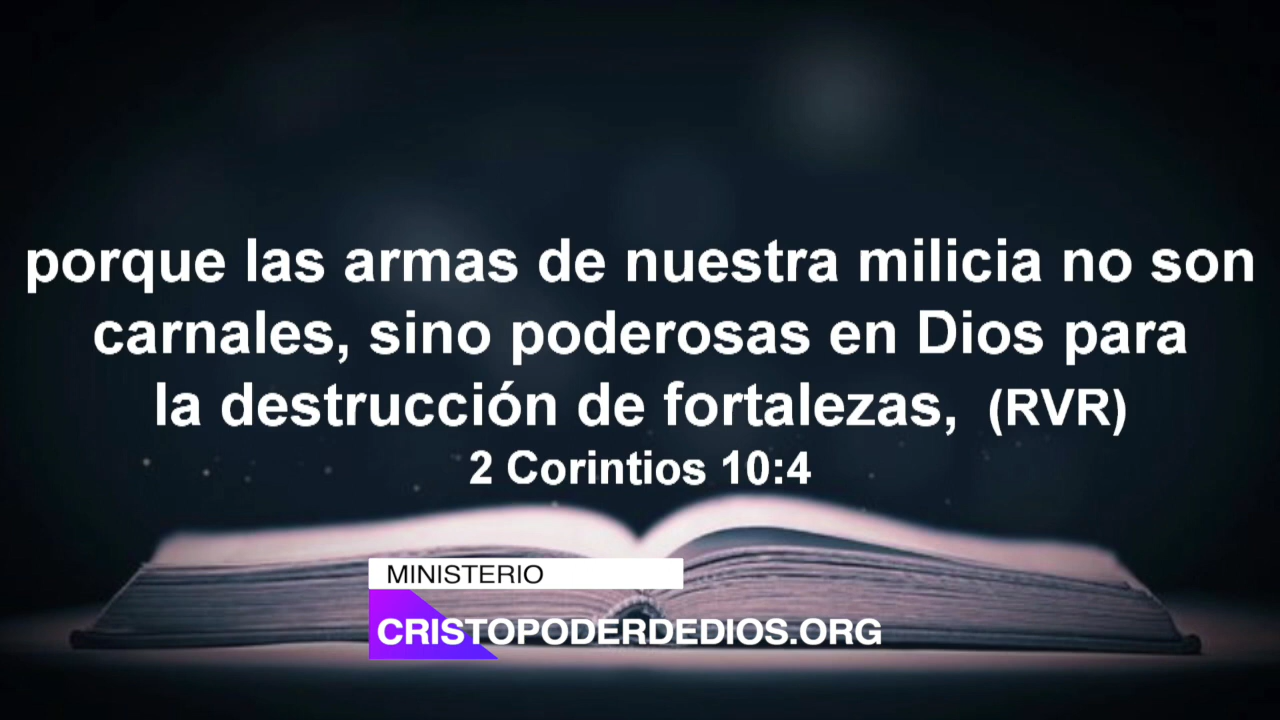 porque las armas de nuestra milicia no son
carnales, sino poderosas en Dios para
la destrucción de fortalezas,  (RVR)
2 Corintios 10:4
MINISTERIO
CRISTOPODERDEDIOS.ORG